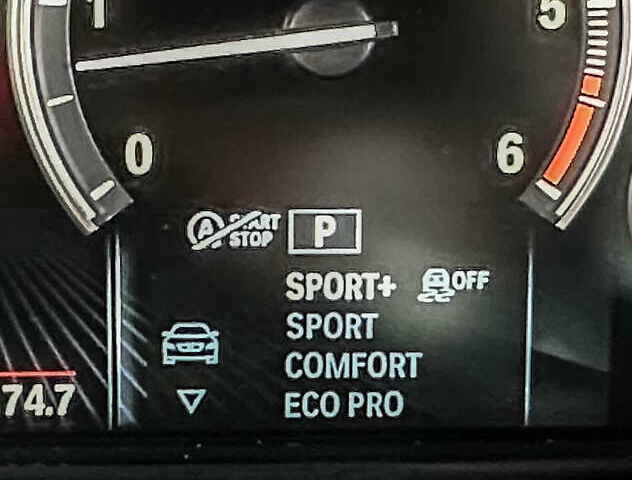 1
5
0
6
A START
STOP
P
SPORT+ OFF
SPORT
COMFORT
74.7
ECO PRO